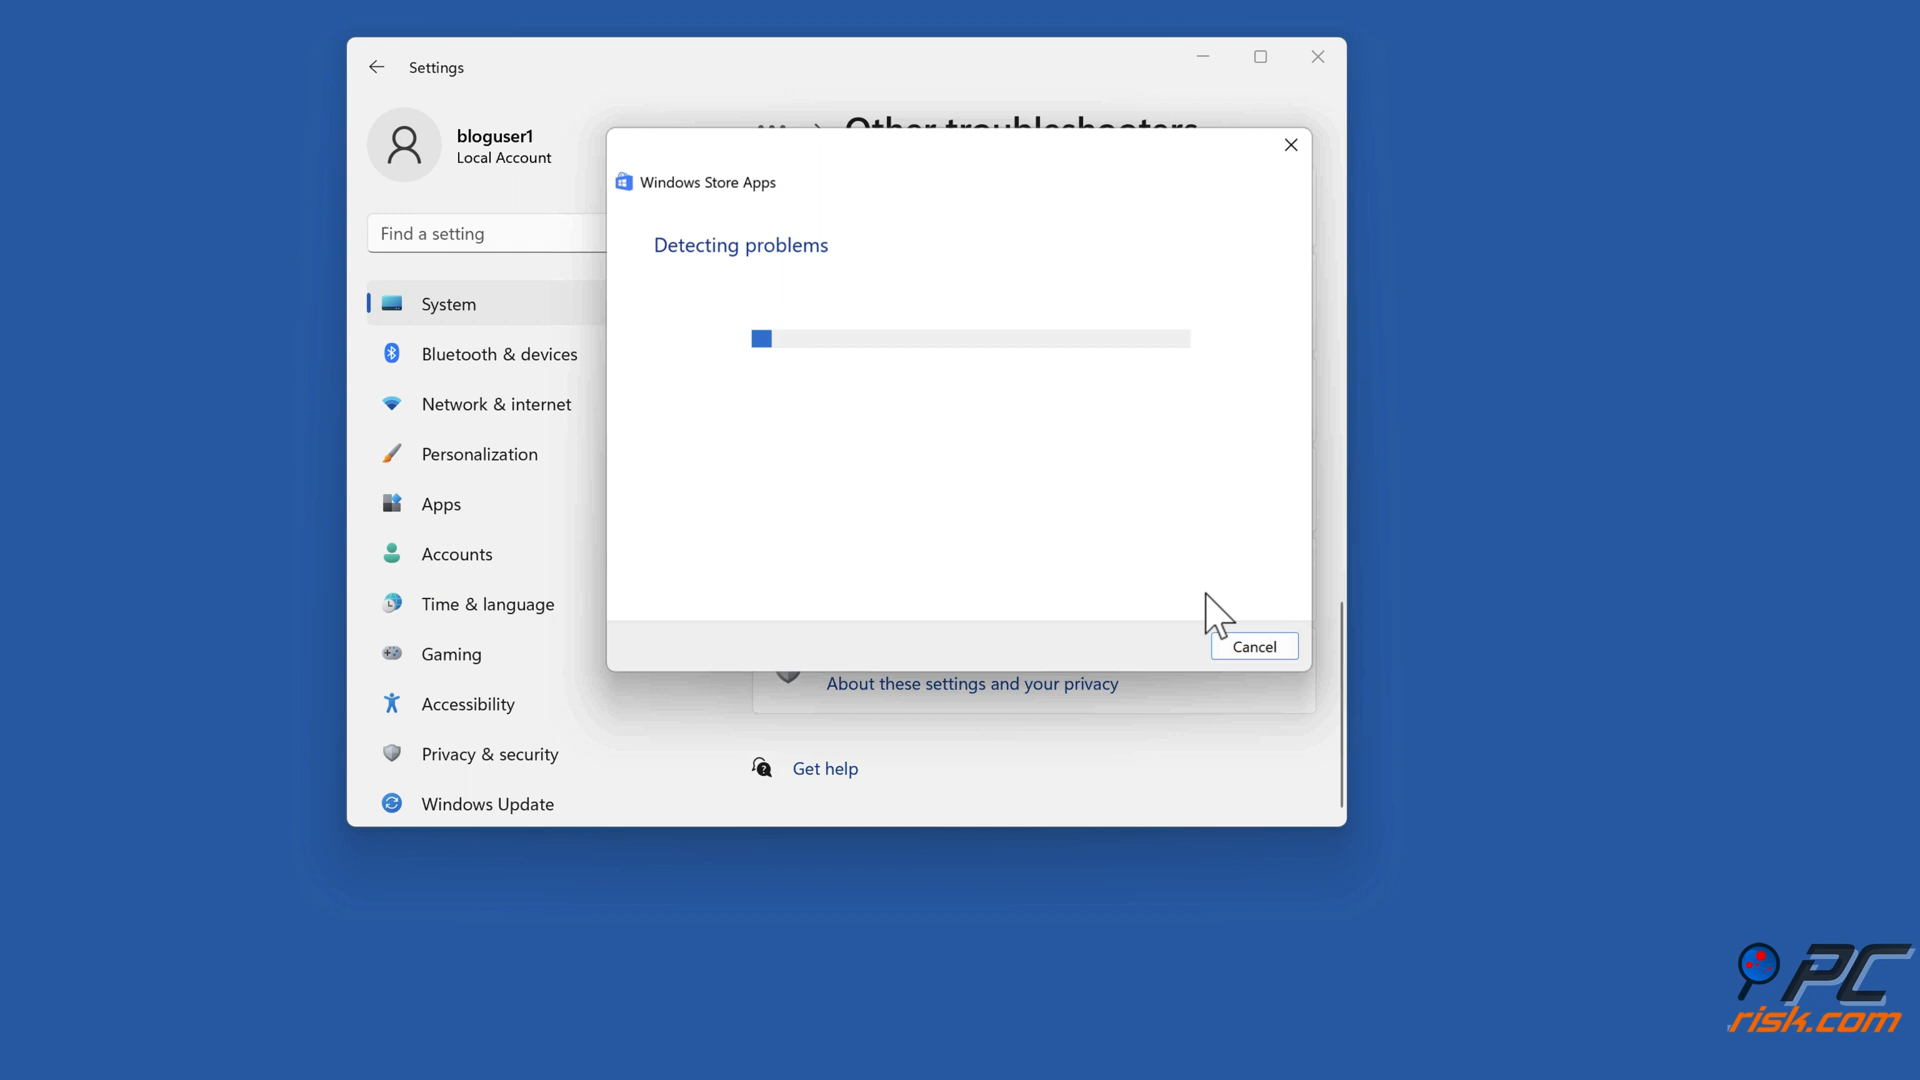 Settings
bloguser1
Local Account
Find a setting
System
Bluetooth & devices
Network & internet
Personalization
Apps
Accounts
Time & language
Gaming
Accessibility
Privacy & security
Windows Update
Other troubleshooters
Windows Store Apps
Detecting problems
Cancel
About these settings and your privacy
Get help
PC
risk.com